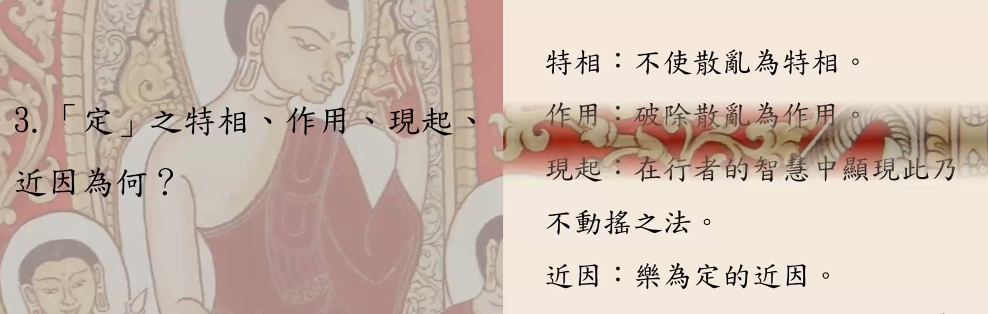 3.「定」之特相、作用、現起、
近因為何？
特相：不使散亂為特相。
作用：破除散亂為作用。
現起：在行者的智慧中顯現此乃
不動搖之法。
近因：樂為定的近因。